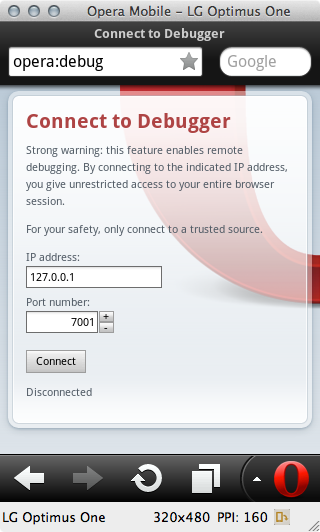 Opera Mobile – LG Optimus One
Connect to Debugger
opera:debug
Google
Connect to Debugger
Strong warning: this feature enables remote
debugging. By connecting to the indicated IP address,
you give unrestricted access to your entire browser
session.
For your safety, only connect to a trusted source.
IP address:
127.0.0.1
Port number:
7001
+
-
Connect
Disconnected
LG Optimus One 320x480 PPI: 160